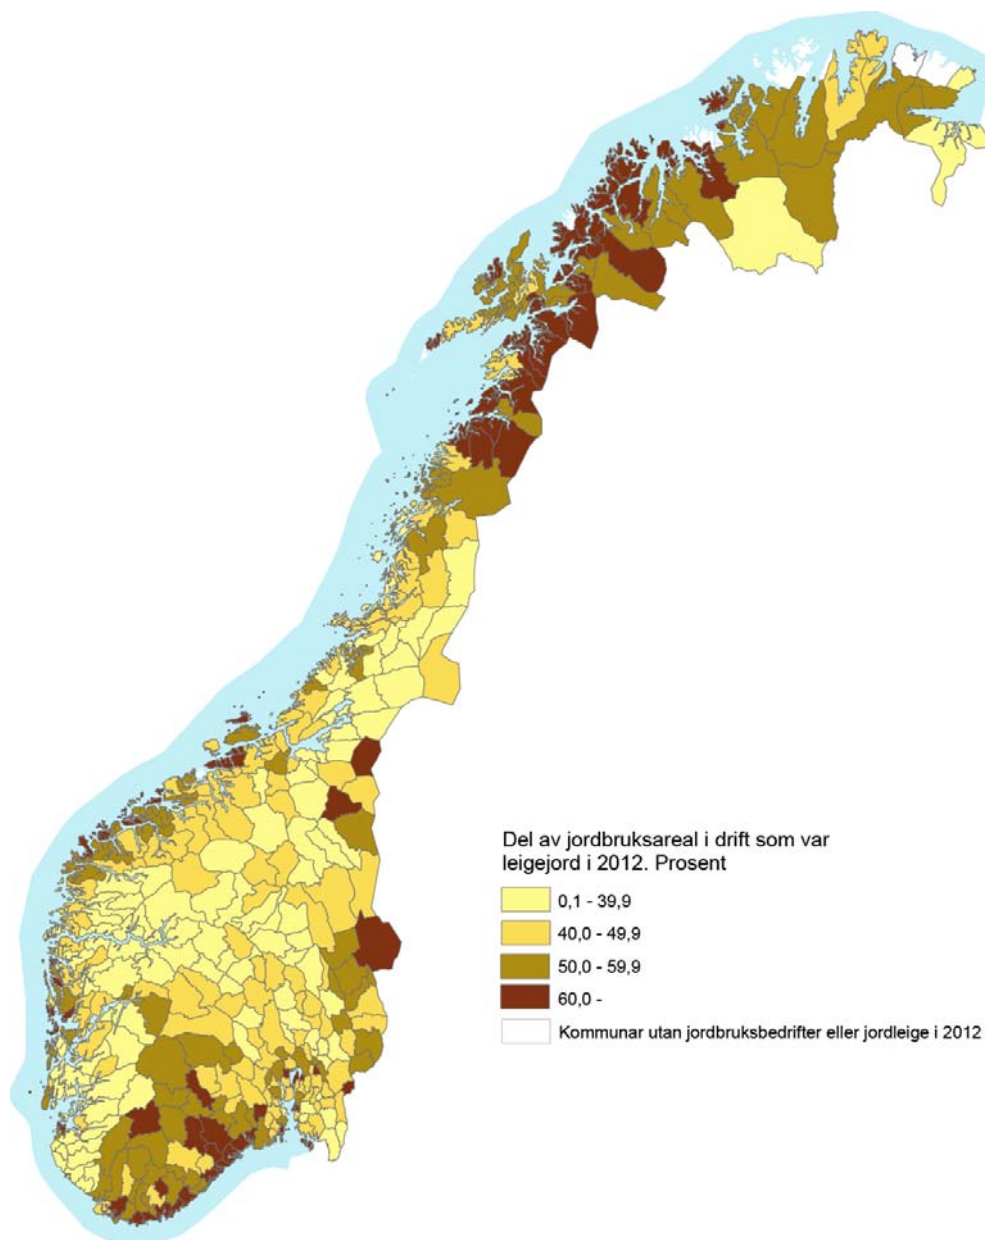 Del av jordbruksareal i drift som var
leigejord i 2012. Prosent
0,1 - 39,9
40,0 - 49,9
50,0 - 59,9
60,0 -
Kommunar utan jordbruksbedrifter eller jordleige i 2012